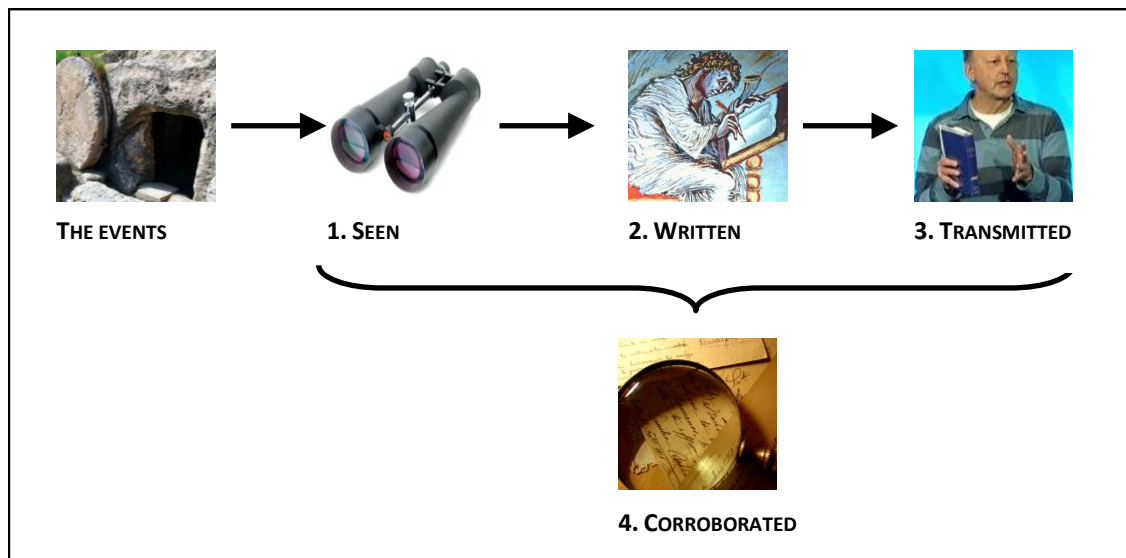 THE EVENTS
1. SEEN
2. WRITTEN
3. TRANSMITTED
4. CORROBORATED